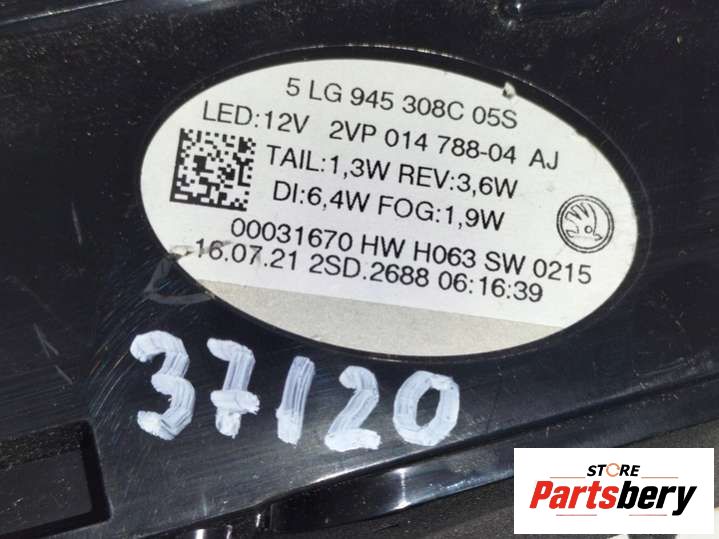 5 LG 945 308C 05S
LED:12V 2VP 014 788-04 AJ
TAIL:1,3W REV:3,6W
DI:6,4W FOG:1,9W
00031670 HW H063 SW 0215
16.07.21 2SD.2688 06:16:39
37/20
STORE
Partsbery